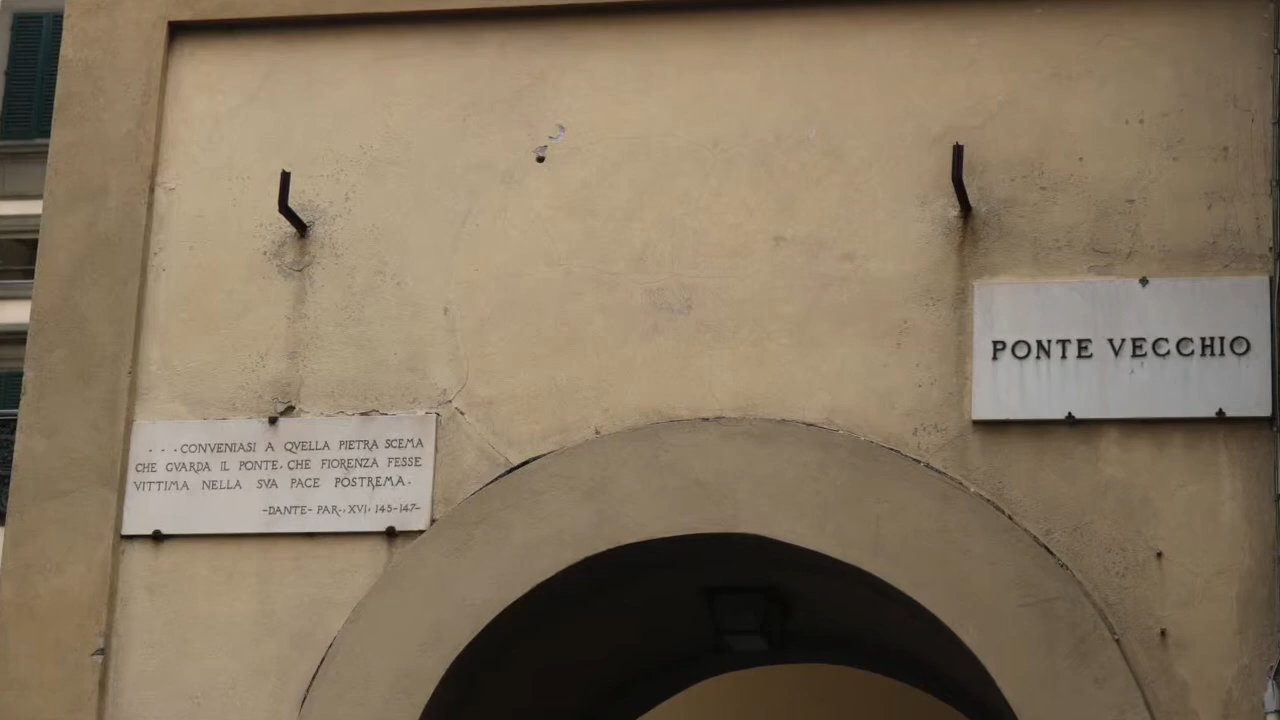 . . . CONVENIASI A QVELLA PIETRA SCEMA
CHE GVARDA IL PONTE, CHE FIORENZA FESSE
VITTIMA NELLA SVA PACE POSTREMA.
-DANTE- PAR., XVI, 145-147-
PONTE VECCHIO